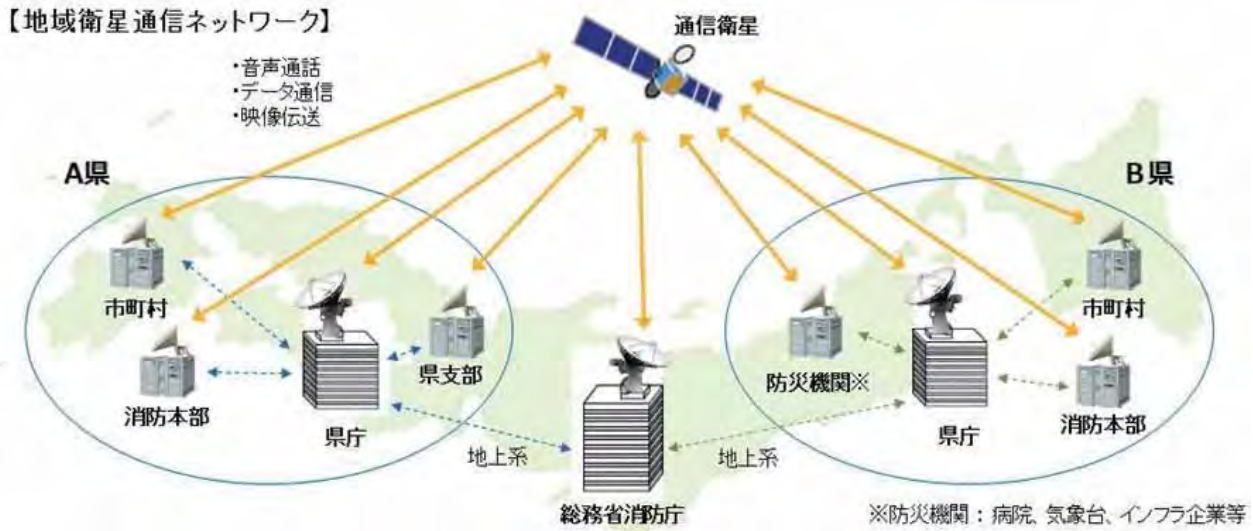 【地域衛星通信ネットワーク】
・音声通話
・データ通信
・映像伝送
通信衛星
A県
B県
市町村
消防本部
県庁
県支部
地上系
総務省消防庁
地上系
防災機関※
県庁
市町村
消防本部
※防災機関：病院、気象台、インフラ企業等